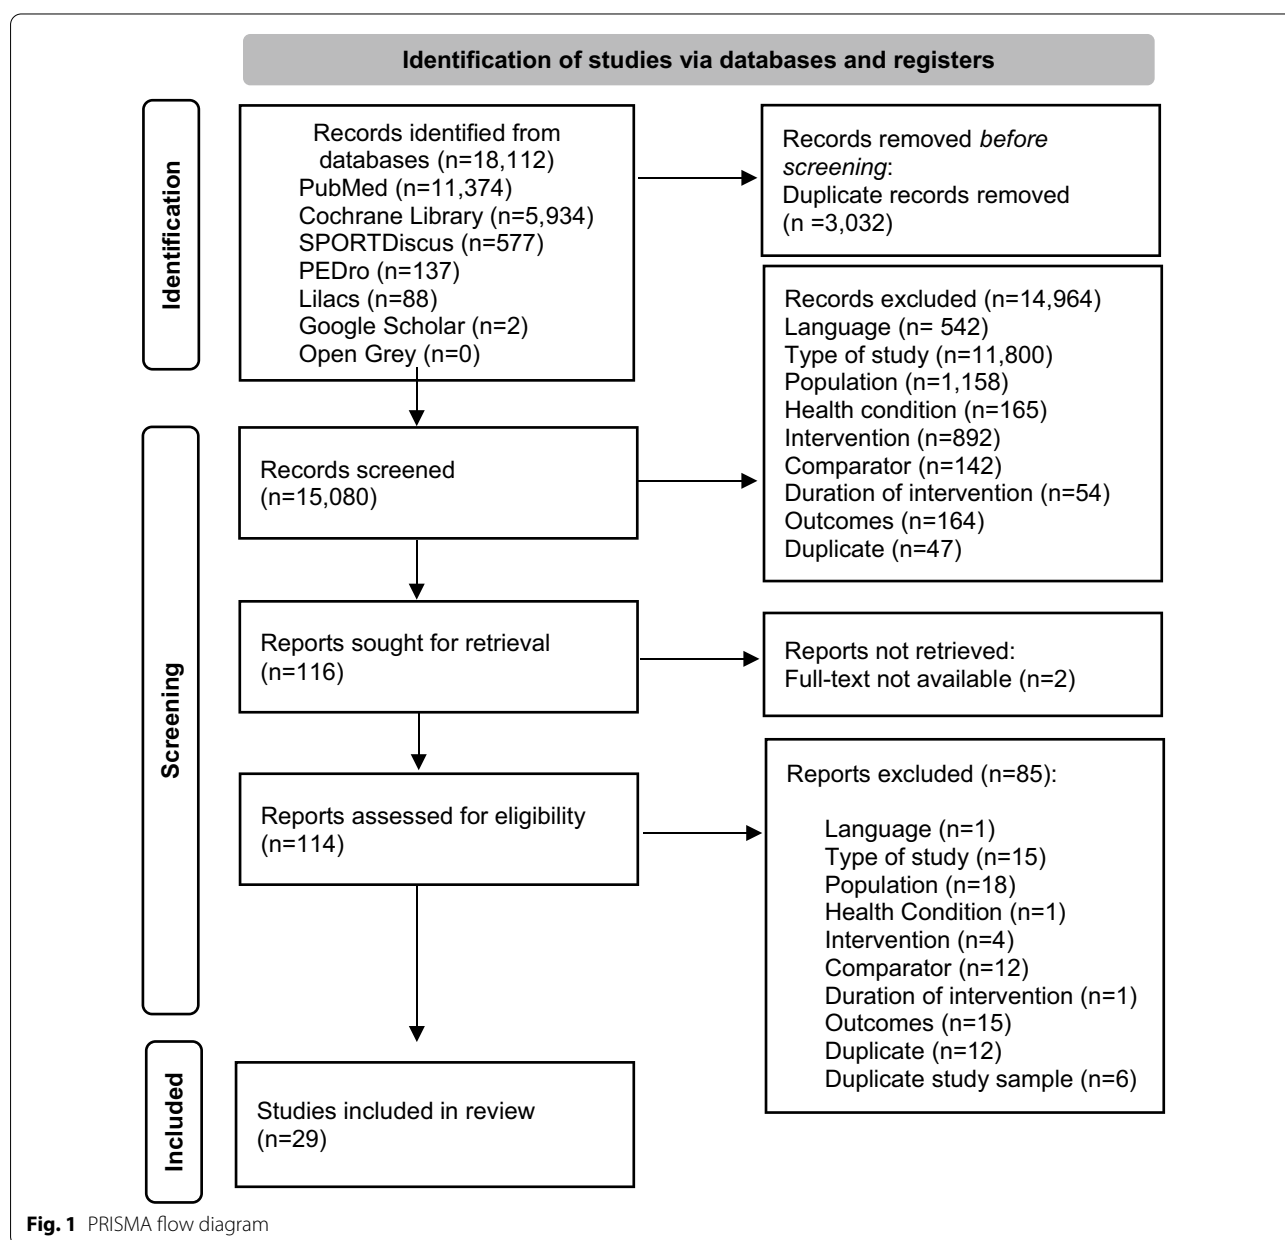 Identification of studies via databases and registers
Identification
Records identified from
databases (n=18,112)
PubMed (n=11,374)
Cochrane Library (n=5,934)
SPORTDiscus (n=577)
PEDro (n=137)
Lilacs (n=88)
Google Scholar (n=2)
Open Grey (n=0)
Records removed before
screening:
Duplicate records removed
(n =3,032)
Screening
Records screened
(n=15,080)
Records excluded (n=14,964)
Language (n= 542)
Type of study (n=11,800)
Population (n=1,158)
Health condition (n=165)
Intervention (n=892)
Comparator (n=142)
Duration of intervention (n=54)
Outcomes (n=164)
Duplicate (n=47)
Reports sought for retrieval
(n=116)
Reports not retrieved:
Full-text not available (n=2)
Reports assessed for eligibility
(n=114)
Reports excluded (n=85):
Language (n=1)
Type of study (n=15)
Population (n=18)
Health Condition (n=1)
Intervention (n=4)
Comparator (n=12)
Duration of intervention (n=1)
Outcomes (n=15)
Duplicate (n=12)
Duplicate study sample (n=6)
Included
Studies included in review
(n=29)
Fig. 1 PRISMA flow diagram